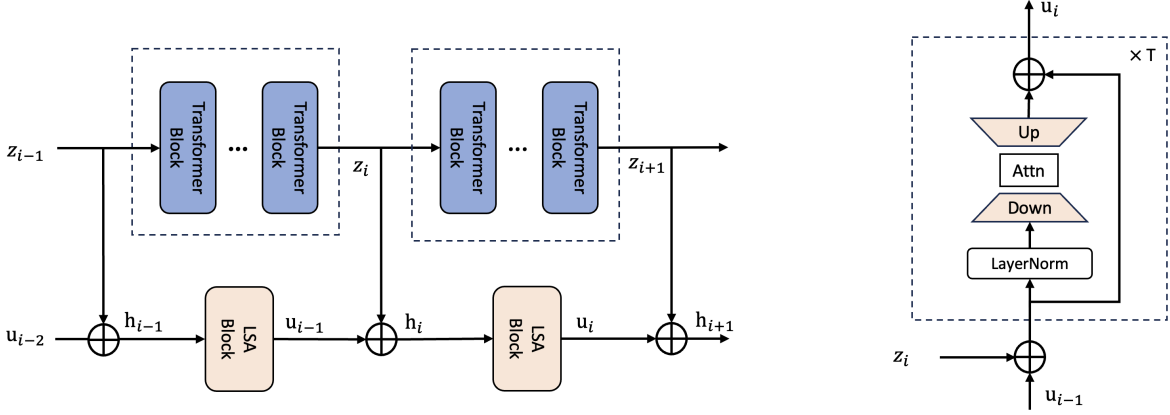 Transformer
Block
...
Transformer
Block
Transformer
Block
...
Transformer
Block
z_{i−1}
z_i
z_{i+1}
u_{i−2}
h_{i−1}
LSA
Block
u_{i−1}
h_i
LSA
Block
u_i
h_{i+1}
u_i
× T
Up
Attn
Down
LayerNorm
z_i
u_{i−1}